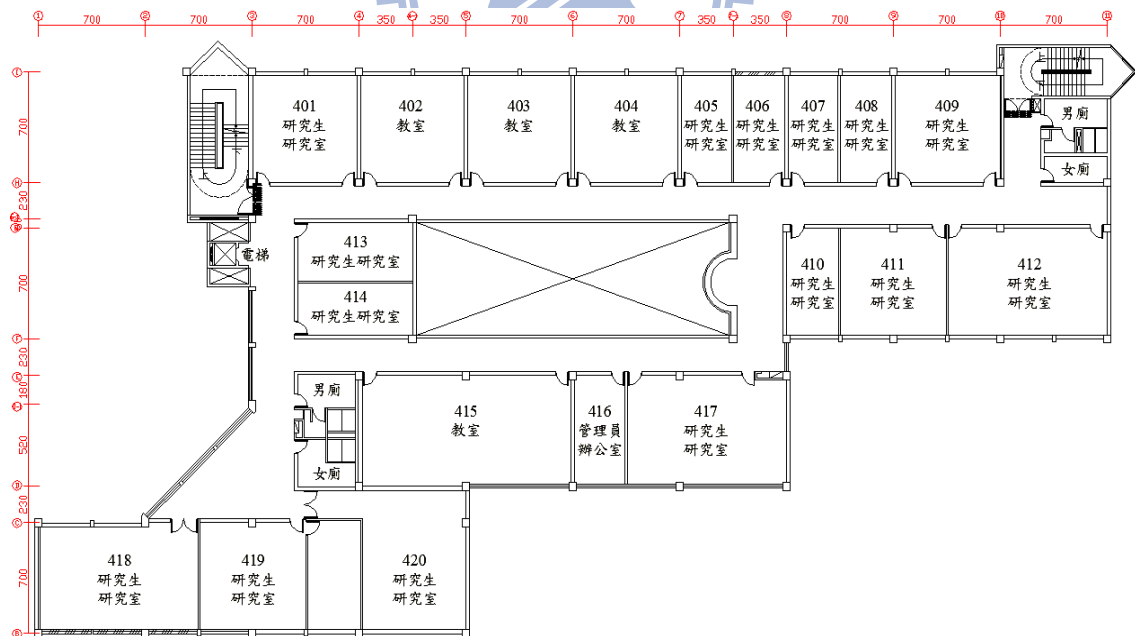 700 700 700 350 350 700 700 350 700 700 700
700
230
700
230
180
520
230
700
401
研究生
研究室
402
教室
403
教室
404
教室
405
研究生
研究室
406
研究生
研究室
407
研究生
研究室
408
研究生
研究室
409
研究生
研究室
男廁
女廁
電梯
413
研究生研究室
414
研究生研究室
410
研究生
研究室
411
研究生
研究室
412
研究生
研究室
男廁
女廁
415
教室
416
管理員
辦公室
417
研究生
研究室
418
研究生
研究室
419
研究生
研究室
420
研究生
研究室